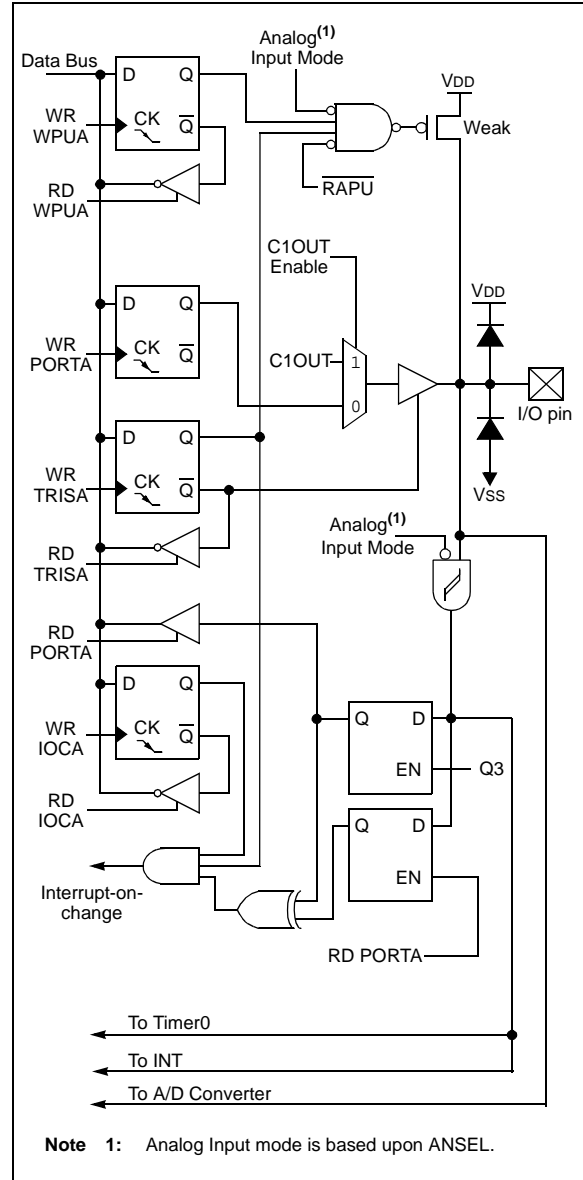 Analog(1)
Input Mode
Data Bus
D Q
VDD
WR
WPUA
CK Q
Weak
RD
WPUA
RAPU
C1OUT
Enable
D Q
VDD
C1OUT
1
WR
PORTA
CK Q
0
I/O pin
D Q
WR
TRISA
CK Q
VSS
Analog(1)
Input Mode
RD
TRISA
RD
PORTA
D Q
Q D
WR
IOCA
CK Q
EN
Q3
RD
IOCA
Q D
EN
Interrupt-on-
change
RD PORTA
To Timer0
To INT
To A/D Converter
Note 1: Analog Input mode is based upon ANSEL.